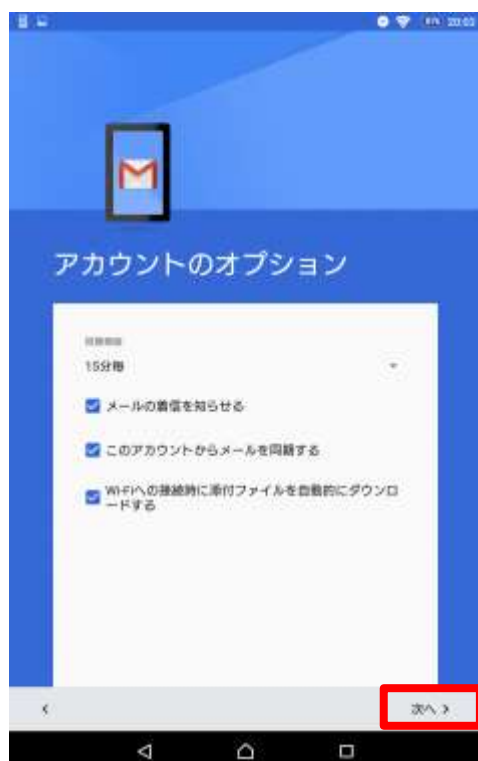 20:02
アカウントのオプション
15分毎
メールの着信を知らせる
このアカウントからメールを同期する
Wi-Fiへの接続時に添付ファイルを自動的にダウンロ
ードする
次へ